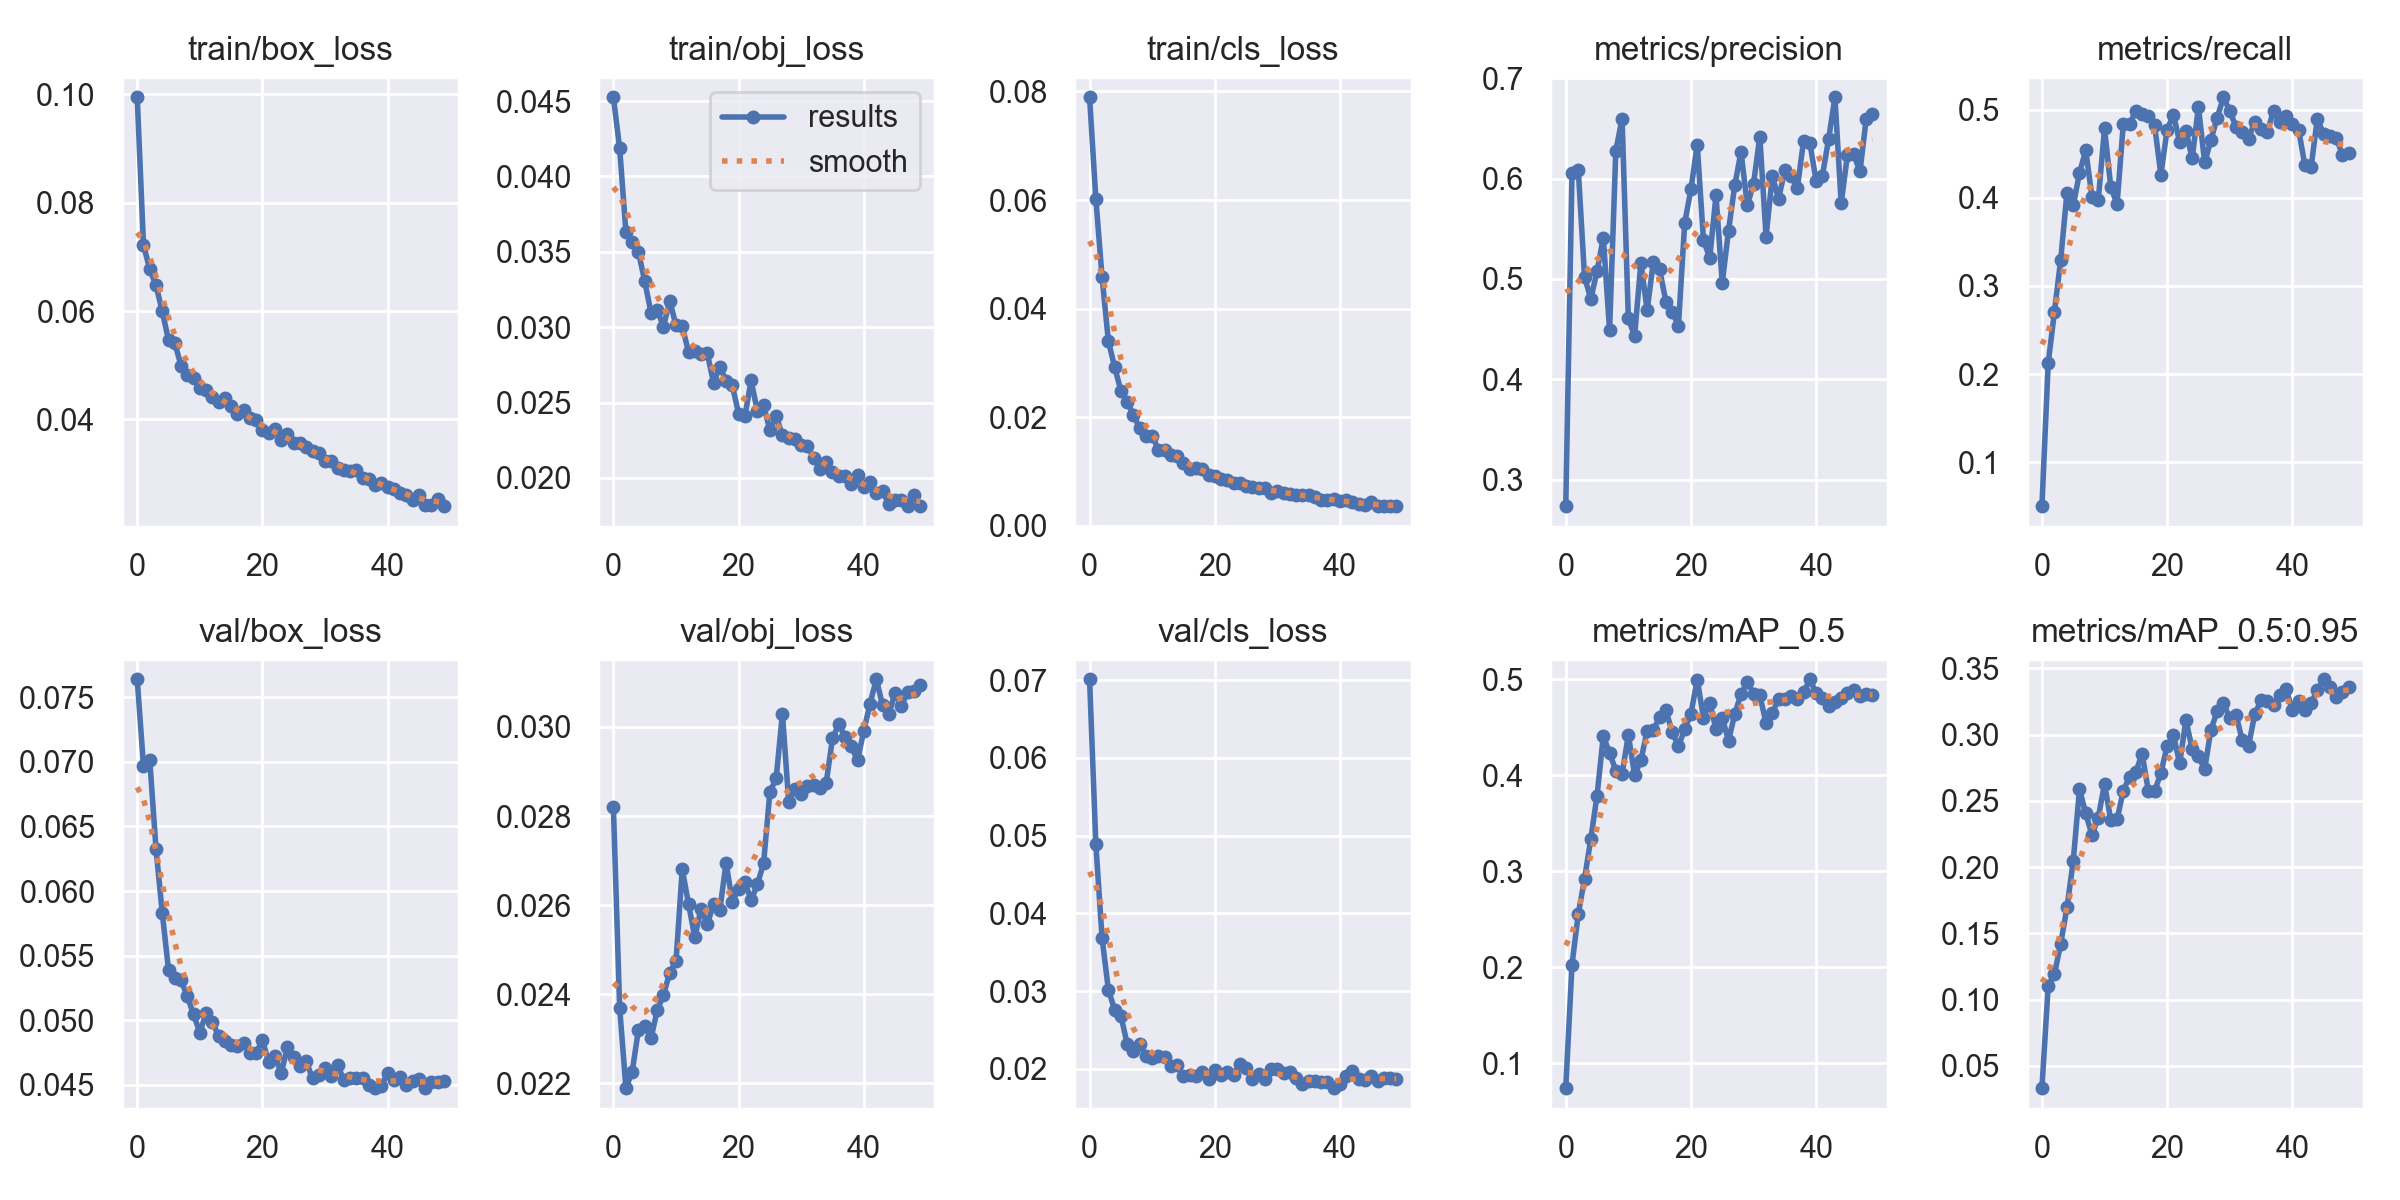 train/box_loss
0.10
0.08
0.06
0.04
0 20 40
train/obj_loss
results
smooth
0.045
0.040
0.035
0.030
0.025
0.020
0 20 40
train/cls_loss
0.08
0.06
0.04
0.02
0.00
0 20 40
metrics/precision
0.7
0.6
0.5
0.4
0.3
0 20 40
metrics/recall
0.5
0.4
0.3
0.2
0.1
0 20 40
val/box_loss
0.075
0.070
0.065
0.060
0.055
0.050
0.045
0 20 40
val/obj_loss
0.030
0.028
0.026
0.024
0.022
0 20 40
val/cls_loss
0.07
0.06
0.05
0.04
0.03
0.02
0 20 40
metrics/mAP_0.5
0.5
0.4
0.3
0.2
0.1
0 20 40
metrics/mAP_0.5:0.95
0.35
0.30
0.25
0.20
0.15
0.10
0.05
0 20 40